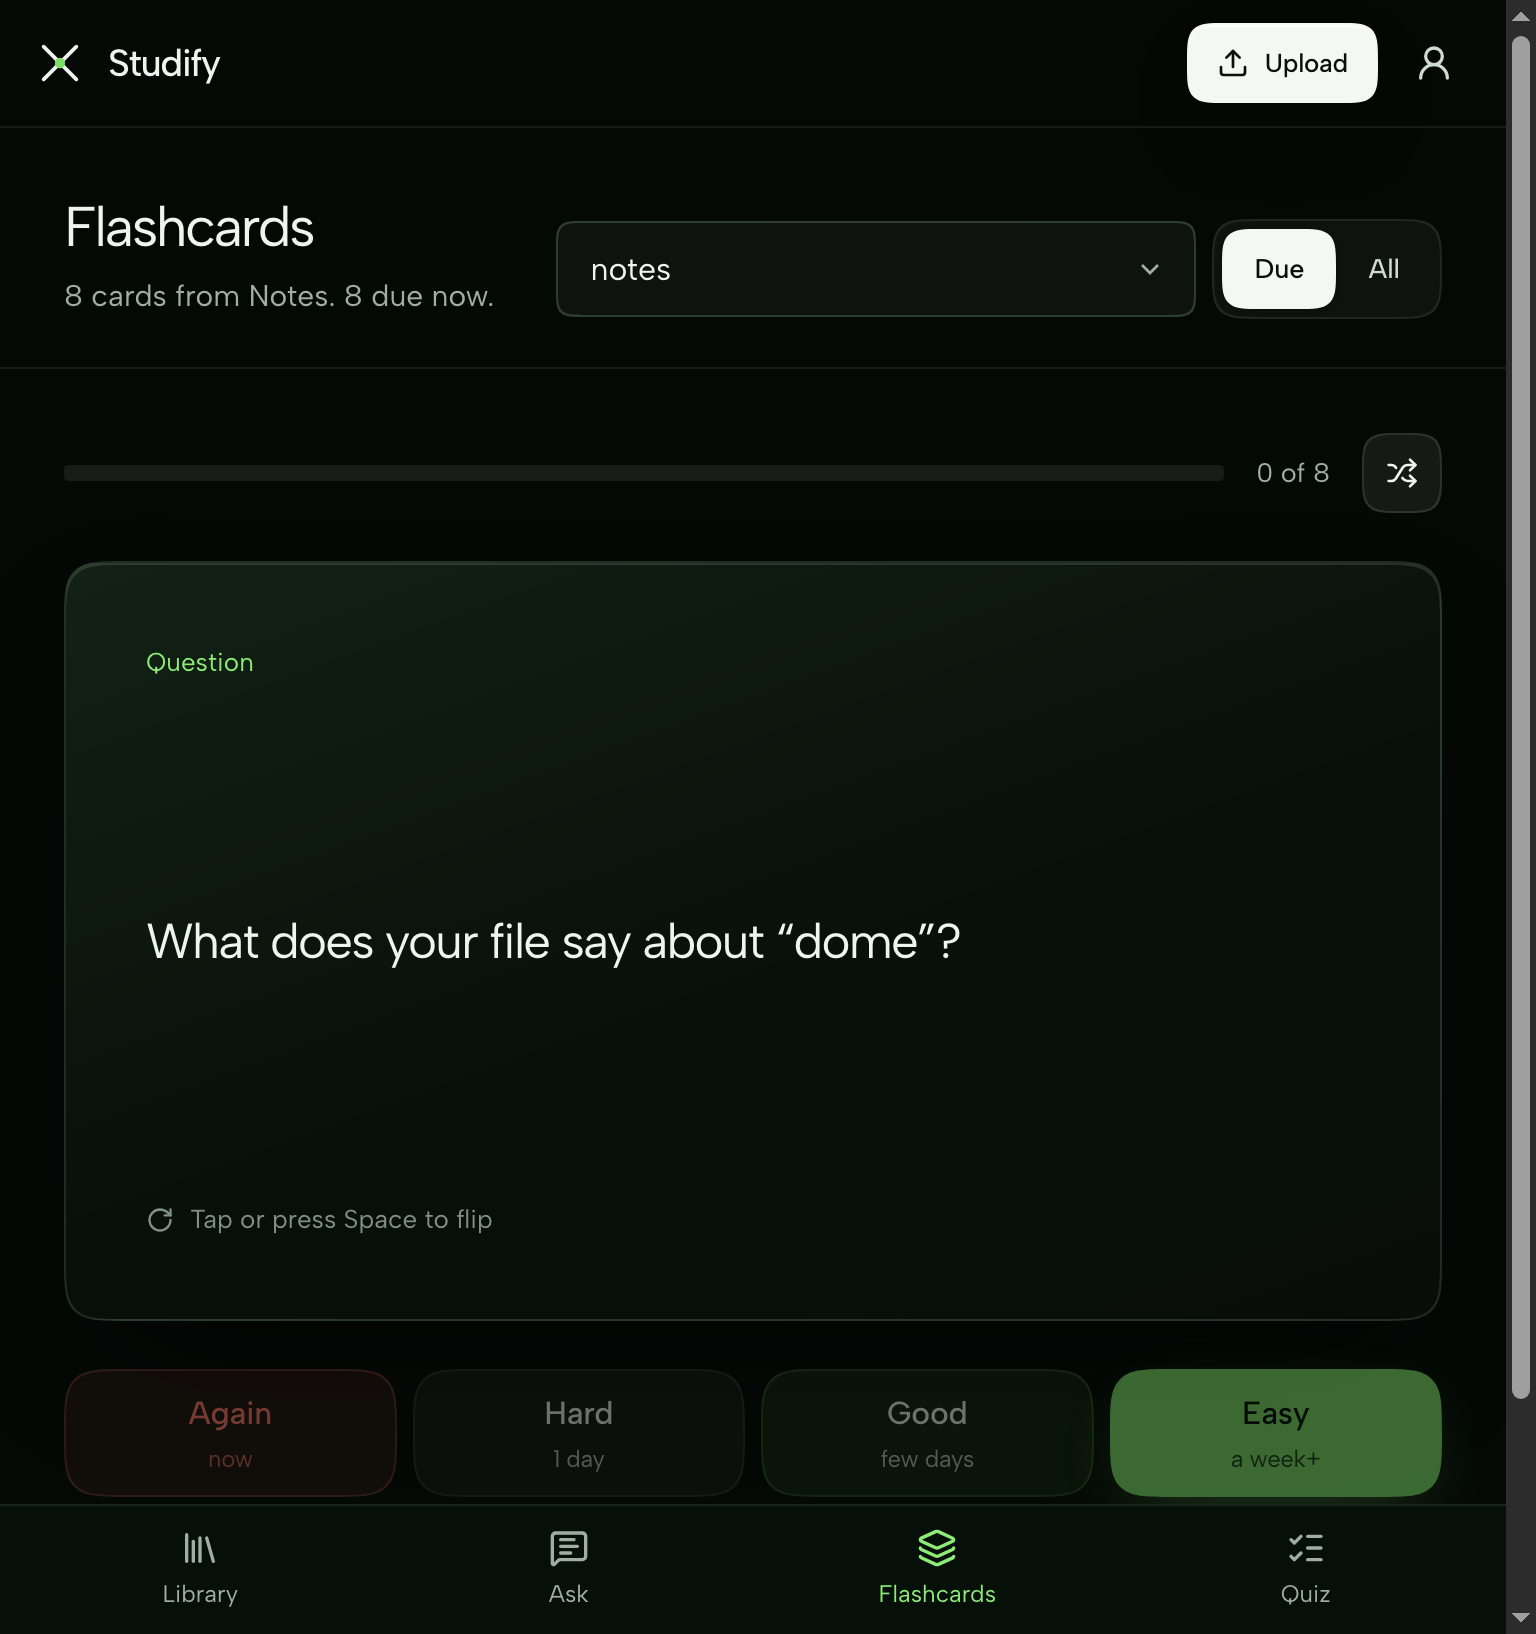 Studify
Upload
Flashcards
8 cards from Notes. 8 due now.
notes
Due
All
0 of 8
Question
What does your file say about “dome”?
Tap or press Space to flip
Again
now
Hard
1 day
Good
few days
Easy
a week+
Library
Ask
Flashcards
Quiz